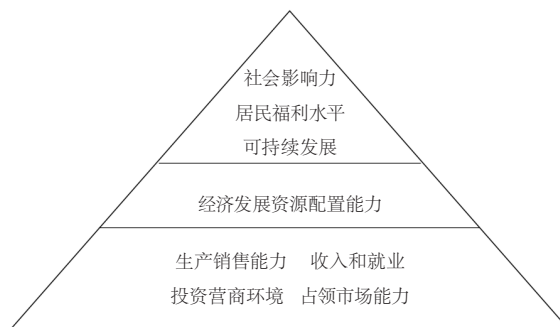 社会影响力
居民福利水平
可持续发展
经济发展资源配置能力
生产销售能力 收入和就业
投资营商环境 占领市场能力